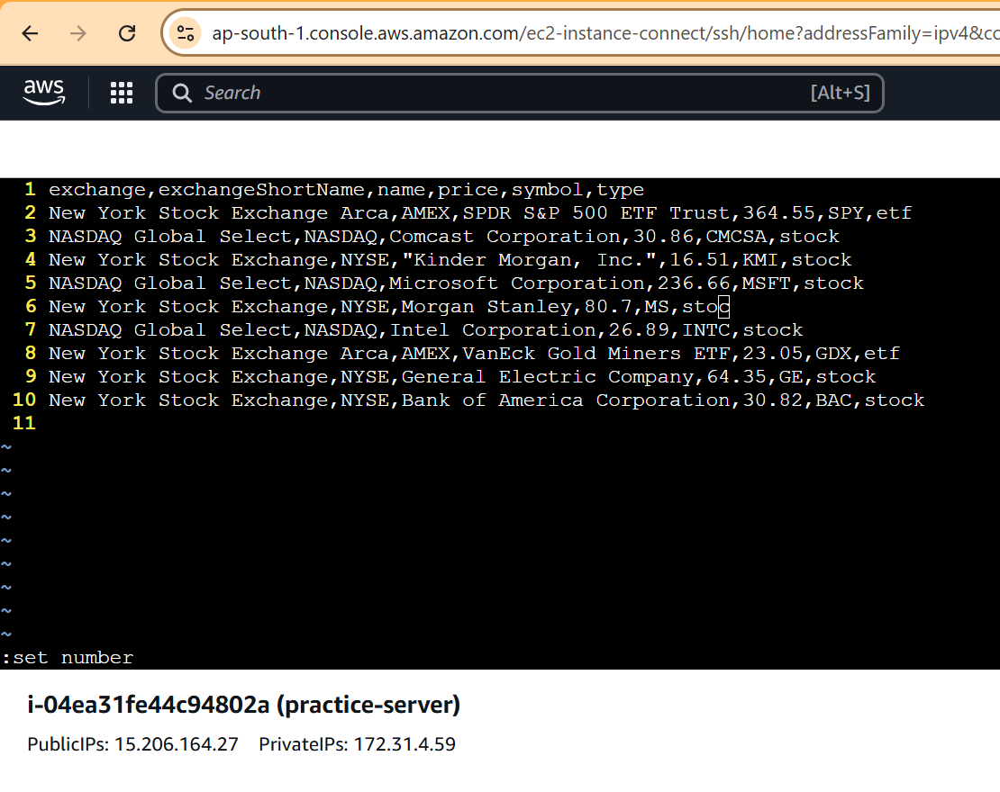 ap-south-1.console.aws.amazon.com/ec2-instance-connect/ssh/home?addressFamily=ipv4&co
aws Search [Alt+S]
1 exchange,exchangeShortName,name,price,symbol,type
2 New York Stock Exchange Arca,AMEX,SPDR S&P 500 ETF Trust,364.55,SPY,etf
3 NASDAQ Global Select,NASDAQ,Comcast Corporation,30.86,CMCSA,stock
4 New York Stock Exchange,NYSE,"Kinder Morgan, Inc.",16.51,KMI,stock
5 NASDAQ Global Select,NASDAQ,Microsoft Corporation,236.66,MSFT,stock
6 New York Stock Exchange,NYSE,Morgan Stanley,80.7,MS,stoc
7 NASDAQ Global Select,NASDAQ,Intel Corporation,26.89,INTC,stock
8 New York Stock Exchange Arca,AMEX,VanEck Gold Miners ETF,23.05,GDX,etf
9 New York Stock Exchange,NYSE,General Electric Company,64.35,GE,stock
10 New York Stock Exchange,NYSE,Bank of America Corporation,30.82,BAC,stock
11
~
~
~
~
~
~
~
~
~
:set number
i-04ea31fe44c94802a (practice-server)
PublicIPs: 15.206.164.27 PrivateIPs: 172.31.4.59